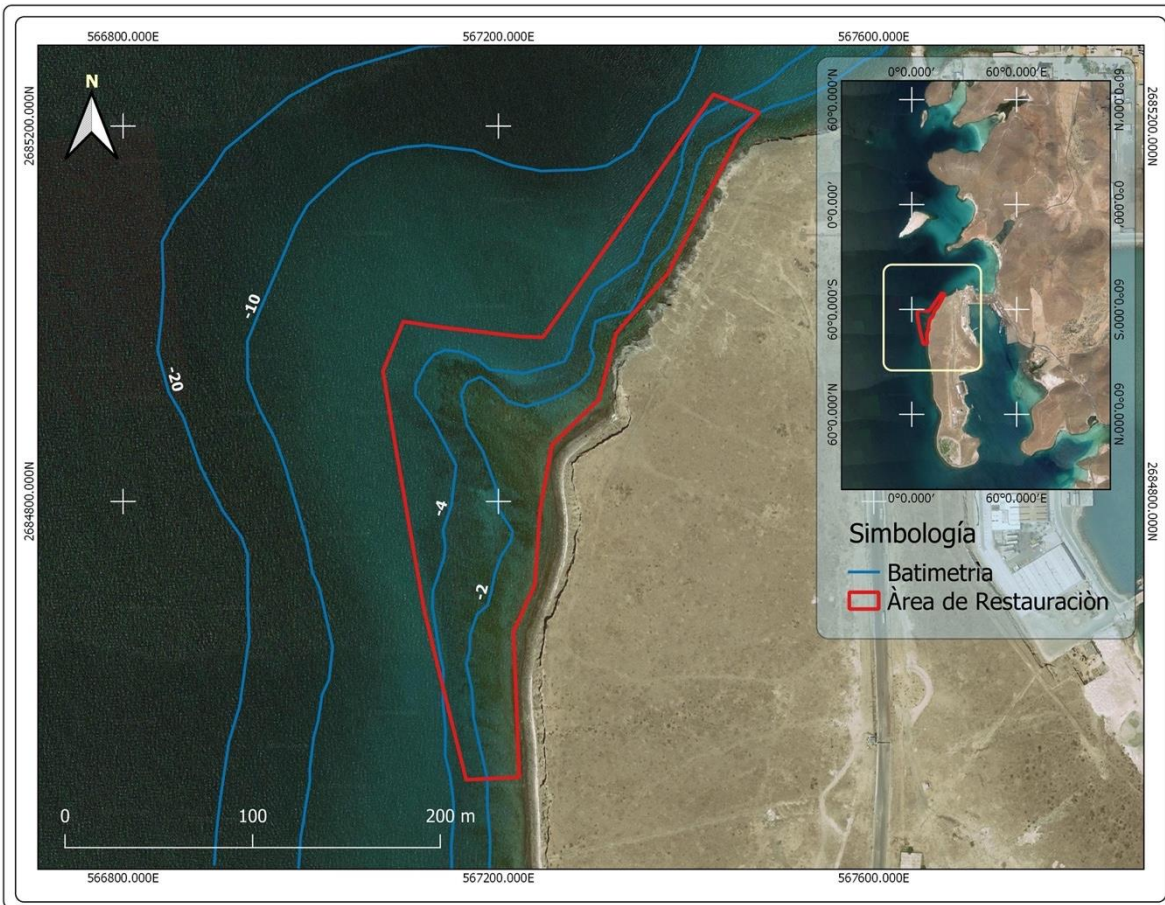 566800.000E 567200.000E 567600.000E
N
2685200.000N
2685200.000N
0°0.000′ 60°0.000′E
60°0.000′N
60°0.000′N
0°0.000′
0°0.000′
60°0.000′S
60°0.000′S
60°0.000′N
60°0.000′N
0°0.000′ 60°0.000′E
-10
-20
-4
-2
2684800.000N
2684800.000N
Simbología
Batimetrìa
Àrea de Restauraciòn
0 100 200 m
566800.000E 567200.000E 567600.000E